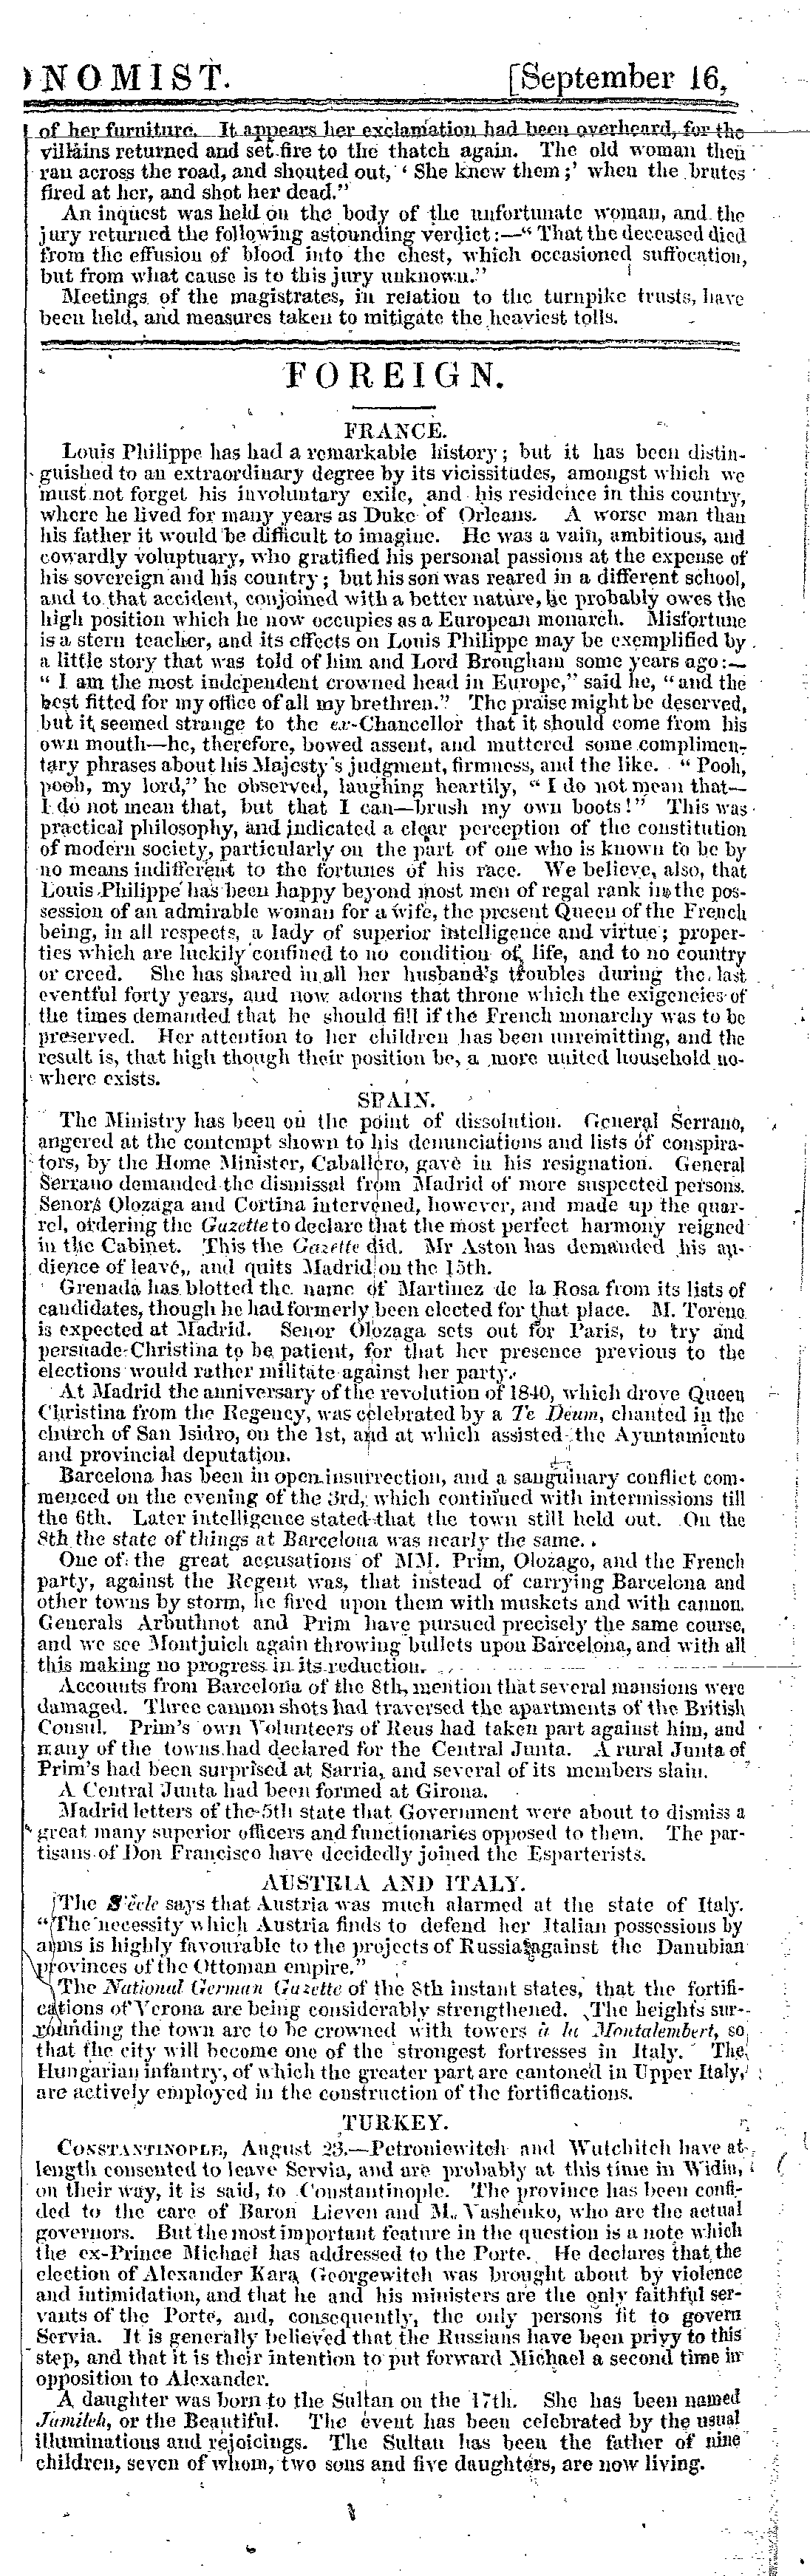 NOMIST. [September 16,
of her furniture. It appears her exclamation had been overheard, for the
villains returned and set fire to the thatch again. The old woman then
ran across the road, and shouted out, ‘ She knew them ;’ when the brutes
fired at her, and shot her dead.”
An inquest was held on the body of the unfortunate woman, and the
jury returned the following astounding verdict :—“ That the deceased died
from the effusion of blood into the chest, which occasioned suffocation,
but from what cause is to this jury unknown.”
Meetings of the magistrates, in relation to the turnpike trusts, have
been held, and measures taken to mitigate the heaviest tolls.
FOREIGN.
FRANCE.
Louis Philippe has had a remarkable history ; but it has been distin-
guished to an extraordinary degree by its vicissitudes, amongst which we
must not forget his involuntary exile, and his residence in this country,
where he lived for many years as Duke of Orleans. A worse man than
his father it would be difficult to imagine. He was a vain, ambitious, and
cowardly voluptuary, who gratified his personal passions at the expense of
his sovereign and his country ; but his son was reared in a different school,
and to that accident, conjoined with a better nature, he probably owes the
high position which he now occupies as a European monarch. Misfortune
is a stern teacher, and its effects on Louis Philippe may be exemplified by
a little story that was told of him and Lord Brougham some years ago :—
“ I am the most independent crowned head in Europe,” said he, “ and the
best fitted for my office of all my brethren.” The praise might be deserved,
but it seemed strange to the ex-Chancellor that it should come from his
own mouth—he, therefore, bowed assent, and muttered some complimen-
tary phrases about his Majesty's judgment, firmness, and the like. “ Pooh,
pooh, my lord,” he observed, laughing heartily, “ I do not mean that—
I do not mean that, but that I can—brush my own boots!” This was
practical philosophy, and indicated a clear perception of the constitution
of modern society, particularly on the part of one who is known to be by
no means indifferent to the fortunes of his race. We believe, also, that
Louis Philippe has been happy beyond most men of regal rank in the pos-
session of an admirable woman for a wife, the present Queen of the French
being, in all respects, a lady of superior intelligence and virtue ; proper-
ties which are luckily confined to no condition of life, and to no country
or creed. She has shared in all her husband's troubles during the last
eventful forty years, and now adorns that throne which the exigencies of
the times demanded that he should fill if the French monarchy was to be
preserved. Her attention to her children has been unremitting, and the
result is, that high though their position be, a more united household no-
where exists.
SPAIN.
The Ministry has been on the point of dissolution. General Serrano,
angered at the contempt shown to his denunciations and lists of conspira-
tors, by the Home Minister, Caballero, gave in his resignation. General
Serrano demanded the dismissal from Madrid of more suspected persons.
Senors Olozaga and Cortina intervened, however, and made up the quar-
rel, ordering the Gazette to declare that the most perfect harmony reigned
in the Cabinet. This the Gazette did. Mr Aston has demanded his au-
dience of leave,, and quits Madrid on the 15th.
Grenada has blotted the name of Martinez de la Rosa from its lists of
candidates, though he had formerly been elected for that place. M. Toreno
is expected at Madrid. Senor Olozaga sets out for Paris, to try and
persuade Christina to be patient, for that her presence previous to the
elections would rather militate against her party.
At Madrid the anniversary of the revolution of 1840, which drove Queen
Christina from the Regency, was celebrated by a Te Deum, chanted in the
church of San Isidro, on the 1st, and at which assisted the Ayuntamiento
and provincial deputation.
Barcelona has been in open insurrection, and a sanguinary conflict com-
menced on the evening of the 3rd, which continued with intermissions till
the 6th. Later intelligence stated that the town still held out. On the
8th the state of things at Barcelona was nearly the same.
One of the great accusations of MM. Prim, Olozago, and the French
party, against the Regent was, that instead of carrying Barcelona and
other towns by storm, he fired upon them with muskets and with cannon.
Generals Arbuthnot and Prim have pursued precisely the same course,
and we see Montjuich again throwing bullets upon Barcelona, and with all
this making no progress in its reduction.
Accounts from Barcelona of the 8th mention that several mansions were
damaged. Three cannon shots had traversed the apartments of the British
Consul. Prim's own Volunteers of Reus had taken part against him, and
many of the towns had declared for the Central Junta. A rural Junta of
Prim's had been surprised at Sarria, and several of its members slain.
A Central Junta had been formed at Girona.
Madrid letters of the 5th state that Government were about to dismiss a
great many superior officers and functionaries opposed to them. The par-
tisans of Don Francisco have decidedly joined the Esparterists.
AUSTRIA AND ITALY.
The Siècle says that Austria was much alarmed at the state of Italy.
“ The necessity which Austria finds to defend her Italian possessions by
arms is highly favourable to the projects of Russia against the Danubian
provinces of the Ottoman empire.”
The National German Gazette of the 8th instant states, that the fortifi-
cations of Verona are being considerably strengthened. The heights sur-
rounding the town are to be crowned with towers à la Montalembert, so
that the city will become one of the strongest fortresses in Italy. The
Hungarian infantry, of which the greater part are cantoned in Upper Italy,
are actively employed in the construction of the fortifications.
TURKEY.
CONSTANTINOPLE, August 23.—Petroniewitch and Wutchitch have at
length consented to leave Servia, and are probably at this time in Widin,
on their way, it is said, to Constantinople. The province has been confi-
ded to the care of Baron Lieven and M. Vashenko, who are the actual
governors. But the most important feature in the question is a note which
the ex-Prince Michael has addressed to the Porte. He declares that the
election of Alexander Kara Georgewitch was brought about by violence
and intimidation, and that he and his ministers are the only faithful ser-
vants of the Porte, and, consequently, the only persons fit to govern
Servia. It is generally believed that the Russians have been privy to this
step, and that it is their intention to put forward Michael a second time in
opposition to Alexander.
A daughter was born to the Sultan on the 17th. She has been named
Jamileh, or the Beautiful. The event has been celebrated by the usual
illuminations and rejoicings. The Sultan has been the father of nine
children, seven of whom, two sons and five daughters, are now living.